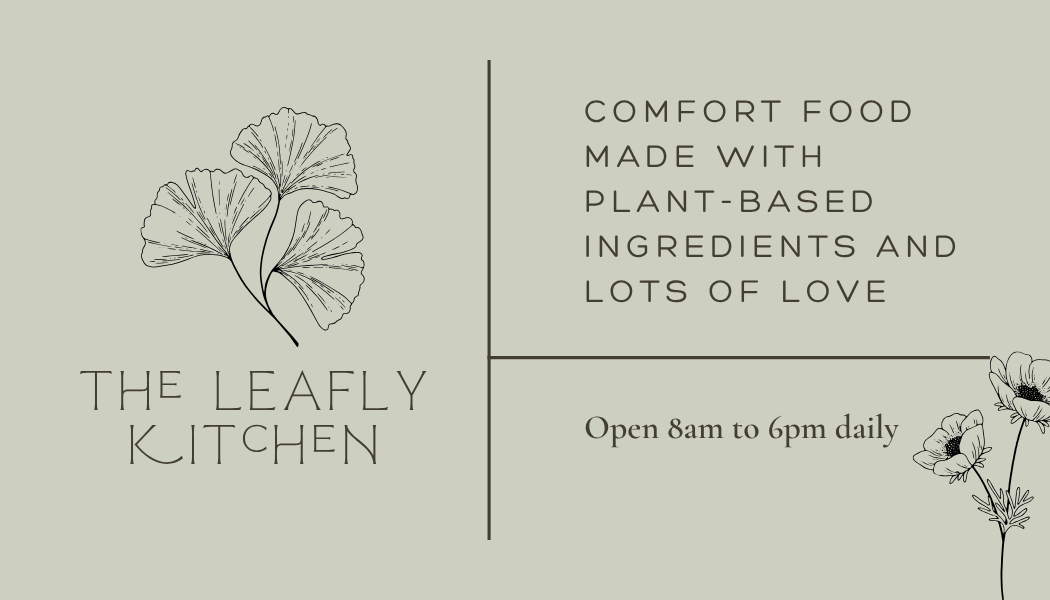 THE LEAFLY
KITCHEN
COMFORT FOOD
MADE WITH
PLANT-BASED
INGREDIENTS AND
LOTS OF LOVE
Open 8am to 6pm daily